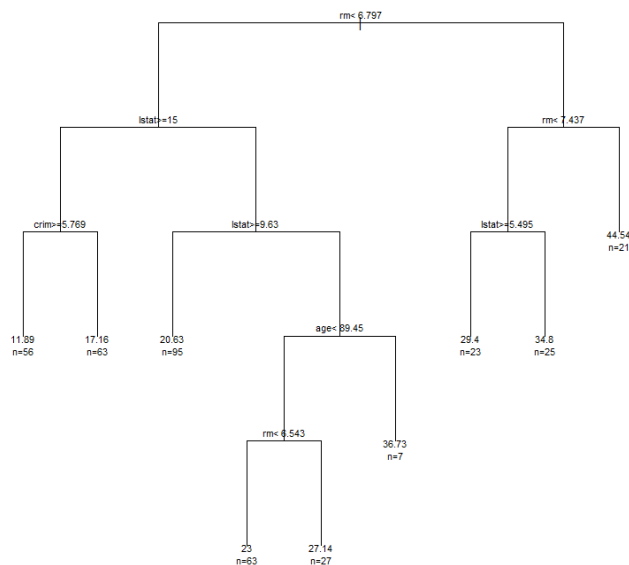 rm< 6.797
lstat>=15
rm< 7.437
crim>=5.769
lstat>=9.63
lstat>=5.495
44.54
n=21
11.89
n=56
17.16
n=63
20.63
n=95
age< 89.45
29.4
n=23
34.8
n=25
rm< 6.543
36.73
n=7
23
n=63
27.14
n=27